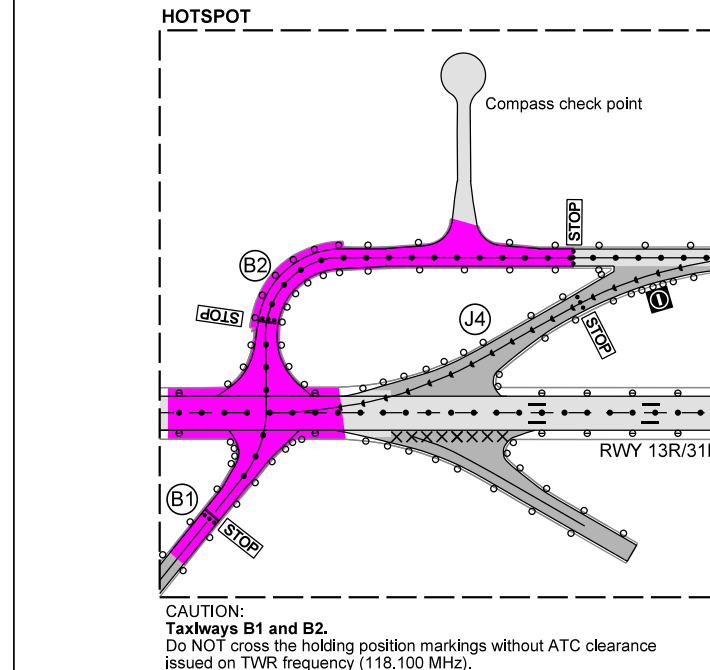 HOTSPOT
Compass check point
STOP
B2
STOP
J4
STOP
RWY 13R/31
B1
STOP
CAUTION:
Taxiways B1 and B2.
Do NOT cross the holding position markings without ATC clearance
issued on TWR frequency (118.100 MHz).